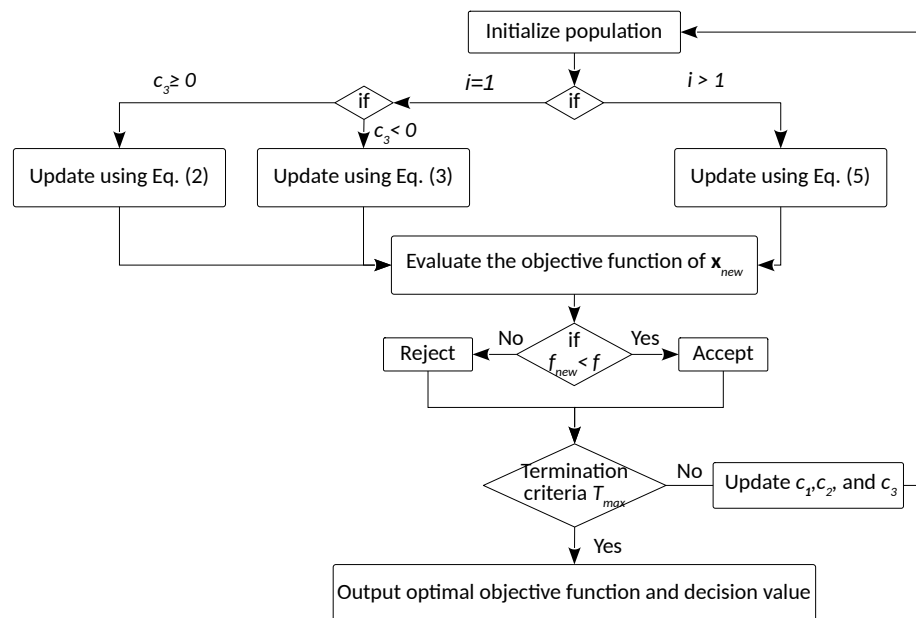 Initialize population
c₃≥ 0
if
i=1
if
i > 1
c₃< 0
Update using Eq. (2)
Update using Eq. (3)
Update using Eq. (5)
Evaluate the objective function of xₙₑw
No
if
Yes
Reject
fₙₑw< f
Accept
Termination
criteria Tₘₐₓ
No
Update c₁,c₂, and c₃
Yes
Output optimal objective function and decision value